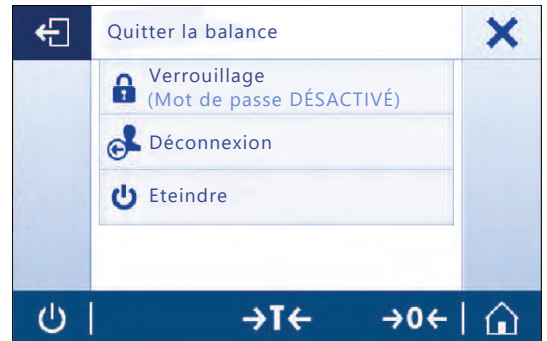 Quitter la balance
Verrouillage
(Mot de passe DÉSACTIVÉ)
Déconnexion
Eteindre
→T← →0←